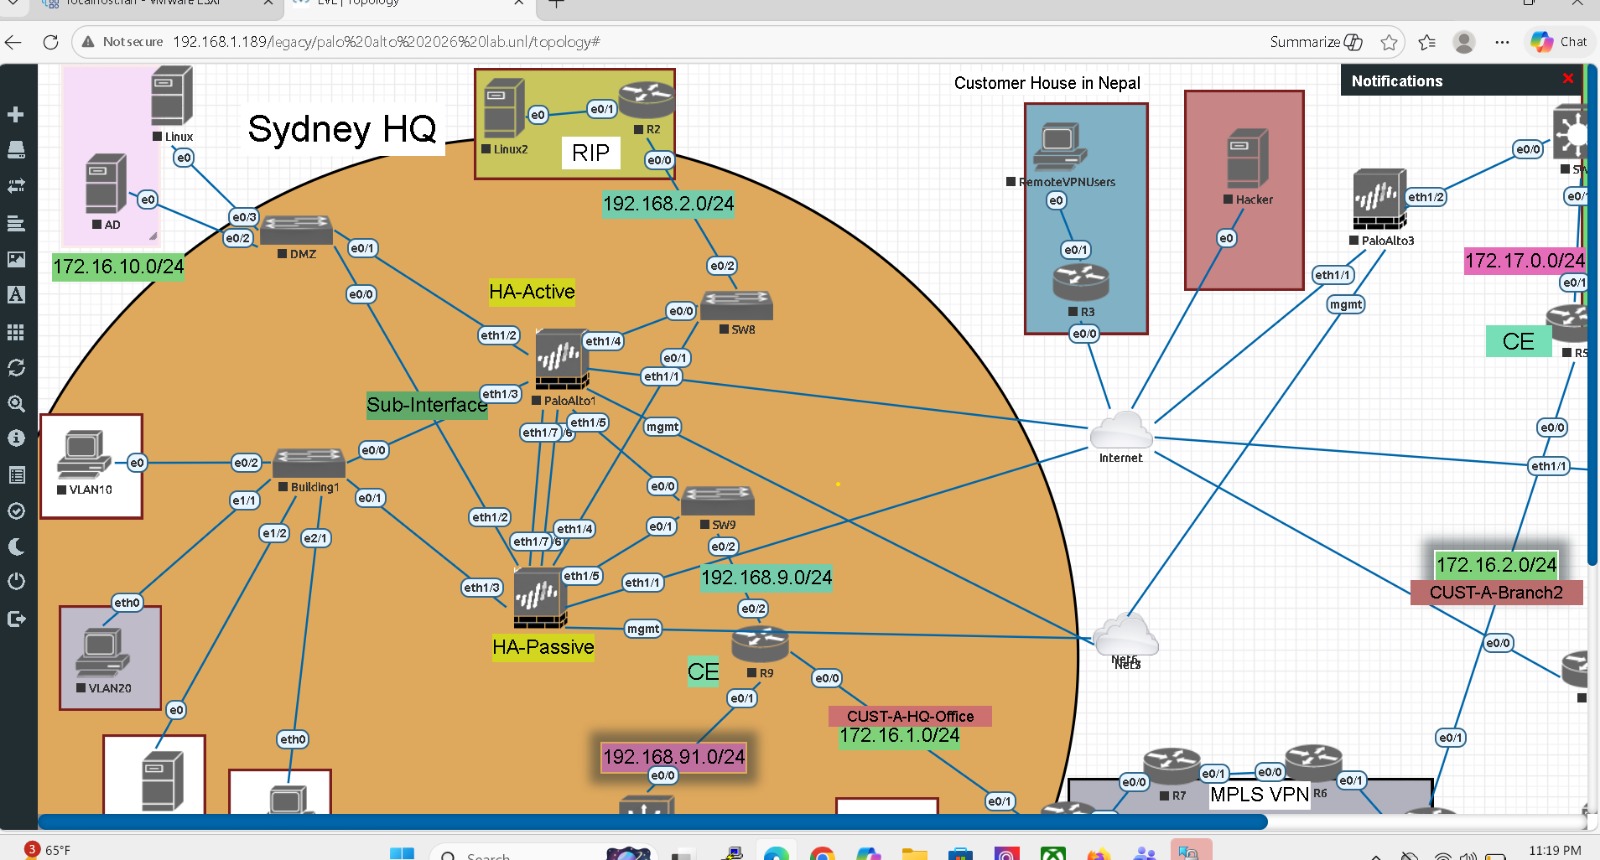 Not secure 192.168.1.189/legacy/palo%20alto%202026%20lab.unl/topology#
Summarize
Chat
Notifications
Customer House in Nepal
Sydney HQ
Linux
e0
AD
e0
e0/3
e0/2
DMZ
e0/1
e0/0
172.16.10.0/24
Linux2
e0
e0/1
R2
RIP
e0/0
192.168.2.0/24
e0/2
SW8
e0/0
e0/1
HA-Active
eth1/2
eth1/4
eth1/1
eth1/3
PaloAlto1
eth1/5
eth1/7
mgmt
Sub-Interface
RemoteVPNUsers
e0
e0/1
R3
e0/0
Hacker
e0
PaloAlto3
eth1/2
e0/0
eth1/1
mgmt
172.17.0.0/24
e0/1
CE
e0/0
eth1/1
Internet
VLAN10
e0
e0/2
Building1
e0/0
e1/1
e1/2
e2/1
e0/1
SW9
e0/0
e0/1
e0/2
eth1/2
eth1/4
eth1/7
eth1/5
eth1/3
eth1/1
mgmt
HA-Passive
192.168.9.0/24
e0/2
CE
R9
e0/0
e0/1
CUST-A-HQ-Office
172.16.1.0/24
192.168.91.0/24
e0/0
e0/1
eth0
VLAN20
e0
eth0
172.16.2.0/24
CUST-A-Branch2
e0/0
e0/1
R7
e0/0
e0/1
e0/0
R6
e0/1
MPLS VPN
3
65°F
Search
11:19 PM